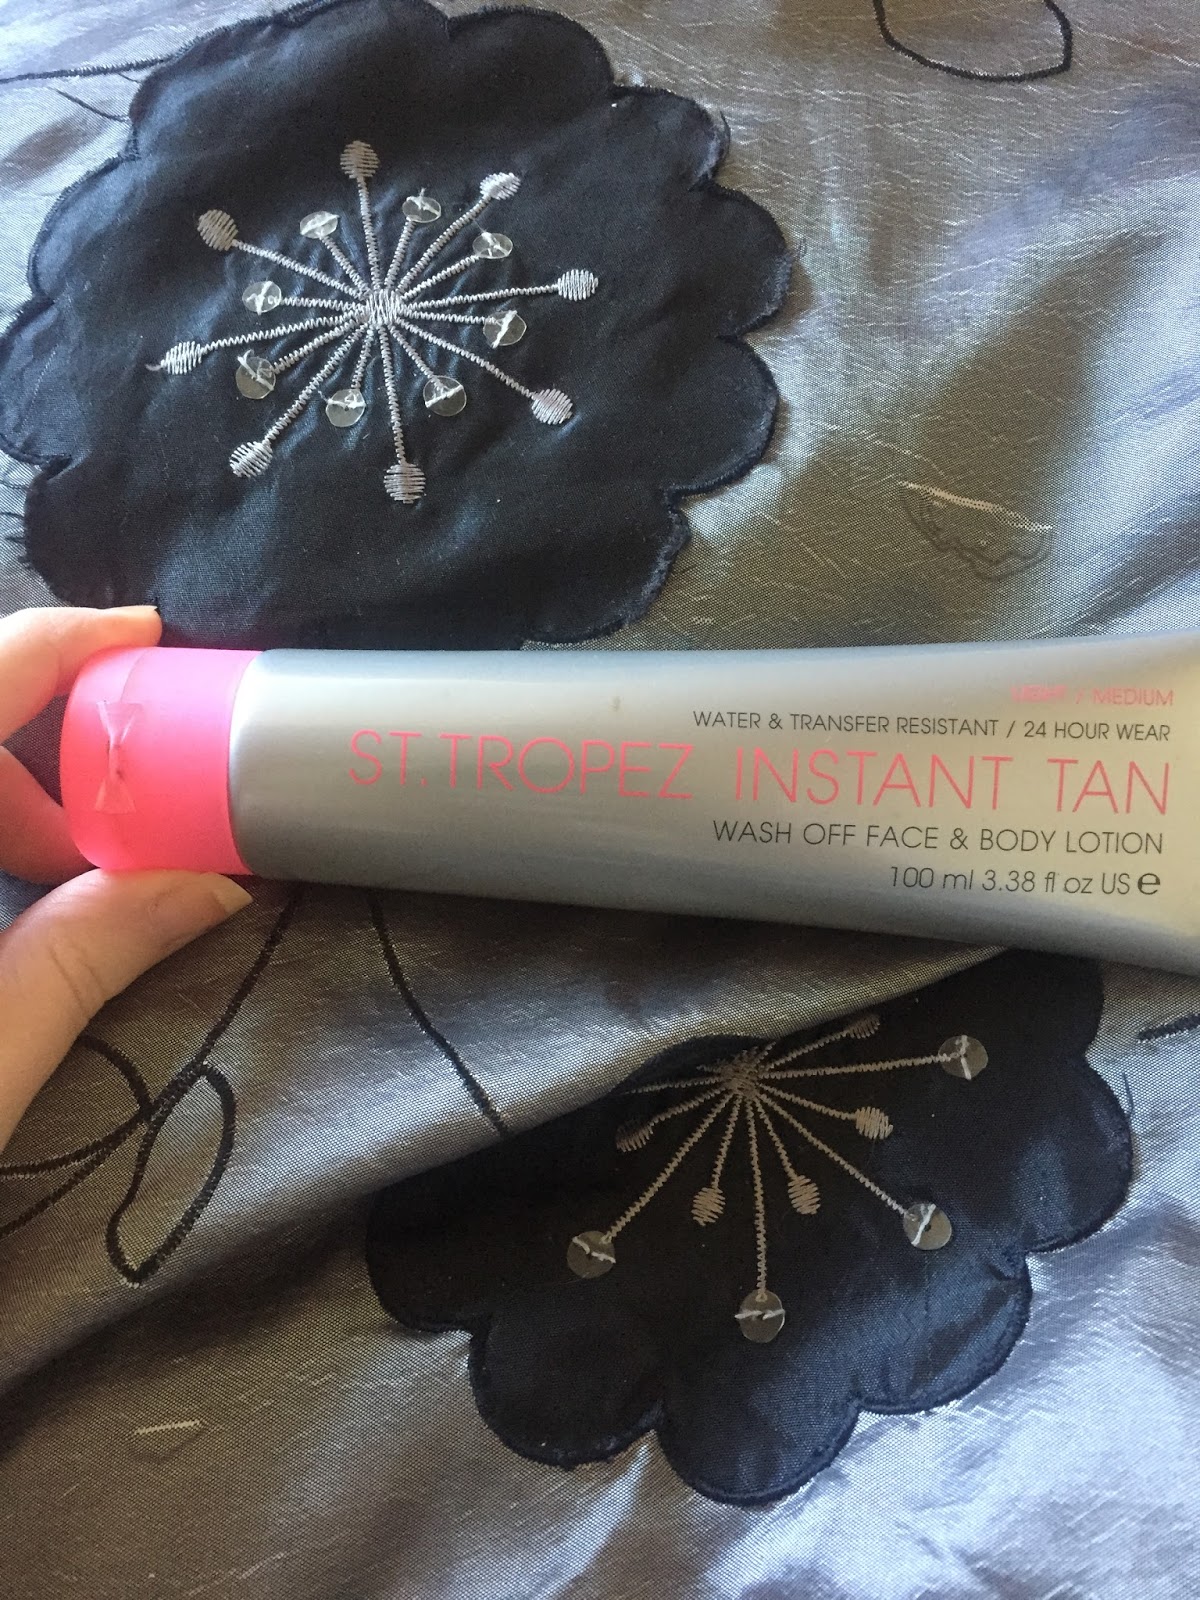 LIGHT / MEDIUM
WATER & TRANSFER RESISTANT / 24 HOUR WEAR
ST. TROPEZ INSTANT TAN
WASH OFF FACE & BODY LOTION
100 ml 3.38 fl oz US e